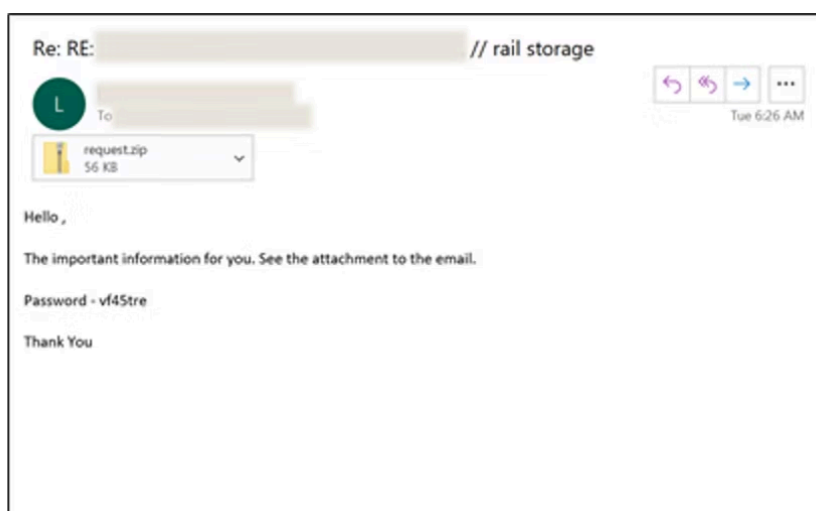 Re: RE: // rail storage
L
To
Tue 6:26 AM
request.zip
56 KB
Hello ,
The important information for you. See the attachment to the email.
Password - vf45tre
Thank You